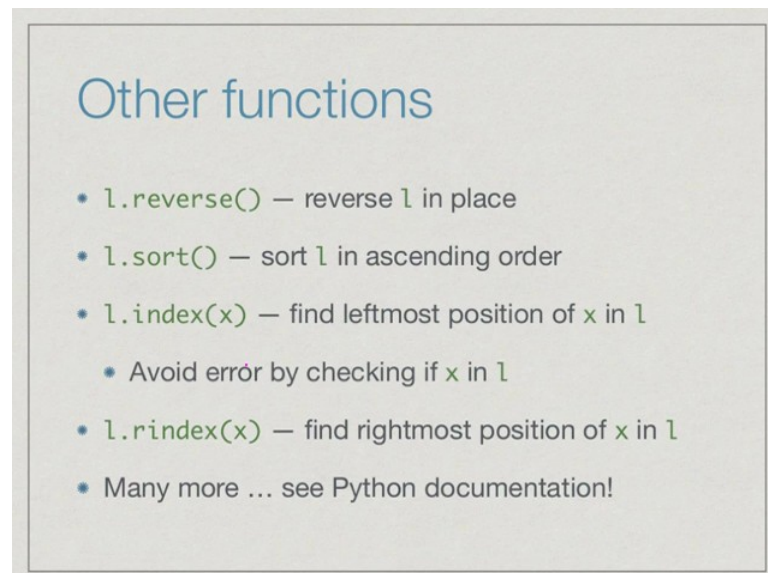 Other functions
l.reverse() — reverse l in place
l.sort() — sort l in ascending order
l.index(x) — find leftmost position of x in l
Avoid error by checking if x in l
l.rindex(x) — find rightmost position of x in l
Many more … see Python documentation!